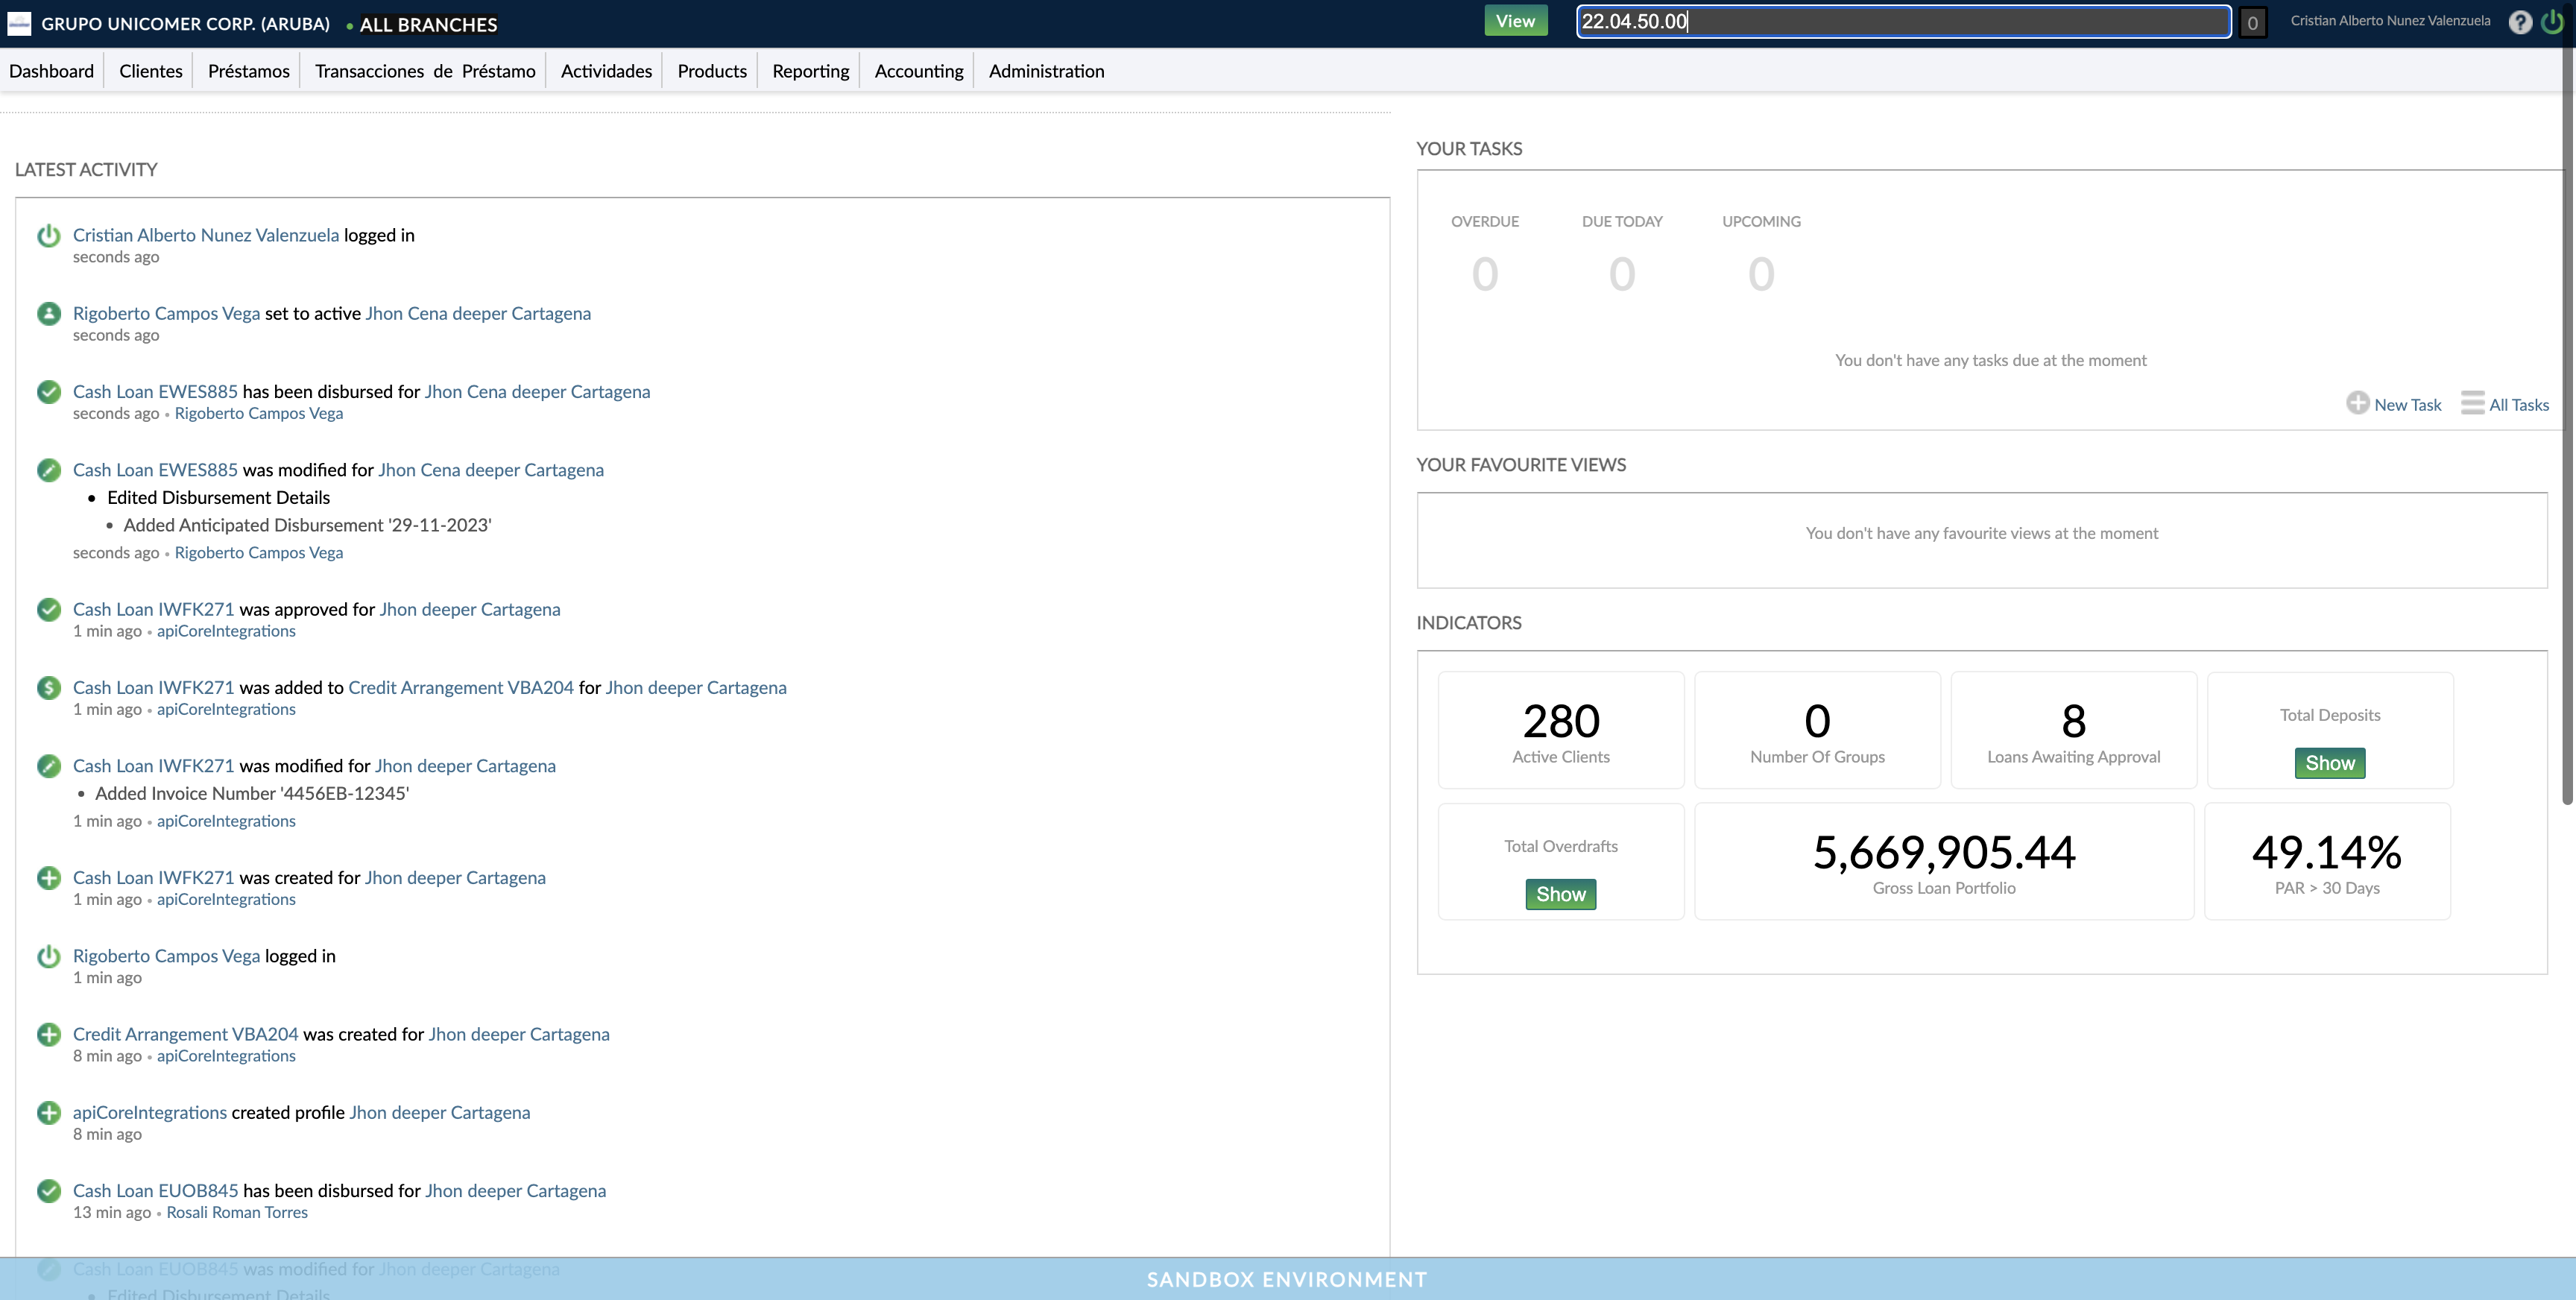 GRUPO UNICOMER CORP. (ARUBA) • ALL BRANCHES
View
22.04.50.00
0
Cristian Alberto Nunez Valenzuela
?
Dashboard
Clientes
Préstamos
Transacciones de Préstamo
Actividades
Products
Reporting
Accounting
Administration
LATEST ACTIVITY
Cristian Alberto Nunez Valenzuela logged in
seconds ago
Rigoberto Campos Vega set to active Jhon Cena deeper Cartagena
seconds ago
Cash Loan EWES885 has been disbursed for Jhon Cena deeper Cartagena
seconds ago • Rigoberto Campos Vega
Cash Loan EWES885 was modified for Jhon Cena deeper Cartagena
• Edited Disbursement Details
• Added Anticipated Disbursement '29-11-2023'
seconds ago • Rigoberto Campos Vega
Cash Loan IWFK271 was approved for Jhon deeper Cartagena
1 min ago • apiCoreIntegrations
Cash Loan IWFK271 was added to Credit Arrangement VBA204 for Jhon deeper Cartagena
1 min ago • apiCoreIntegrations
Cash Loan IWFK271 was modified for Jhon deeper Cartagena
• Added Invoice Number '4456EB-12345'
1 min ago • apiCoreIntegrations
Cash Loan IWFK271 was created for Jhon deeper Cartagena
1 min ago • apiCoreIntegrations
Rigoberto Campos Vega logged in
1 min ago
Credit Arrangement VBA204 was created for Jhon deeper Cartagena
8 min ago • apiCoreIntegrations
apiCoreIntegrations created profile Jhon deeper Cartagena
8 min ago
Cash Loan EUOB845 has been disbursed for Jhon deeper Cartagena
13 min ago • Rosali Roman Torres
Cash Loan EUOB845 was modified for Jhon deeper Cartagena
• Edited Disbursement Details
YOUR TASKS
OVERDUE
DUE TODAY
UPCOMING
0
0
0
You don't have any tasks due at the moment
New Task
All Tasks
YOUR FAVOURITE VIEWS
You don't have any favourite views at the moment
INDICATORS
280
Active Clients
0
Number Of Groups
8
Loans Awaiting Approval
Total Deposits
Show
Total Overdrafts
Show
5,669,905.44
Gross Loan Portfolio
49.14%
PAR > 30 Days
SANDBOX ENVIRONMENT